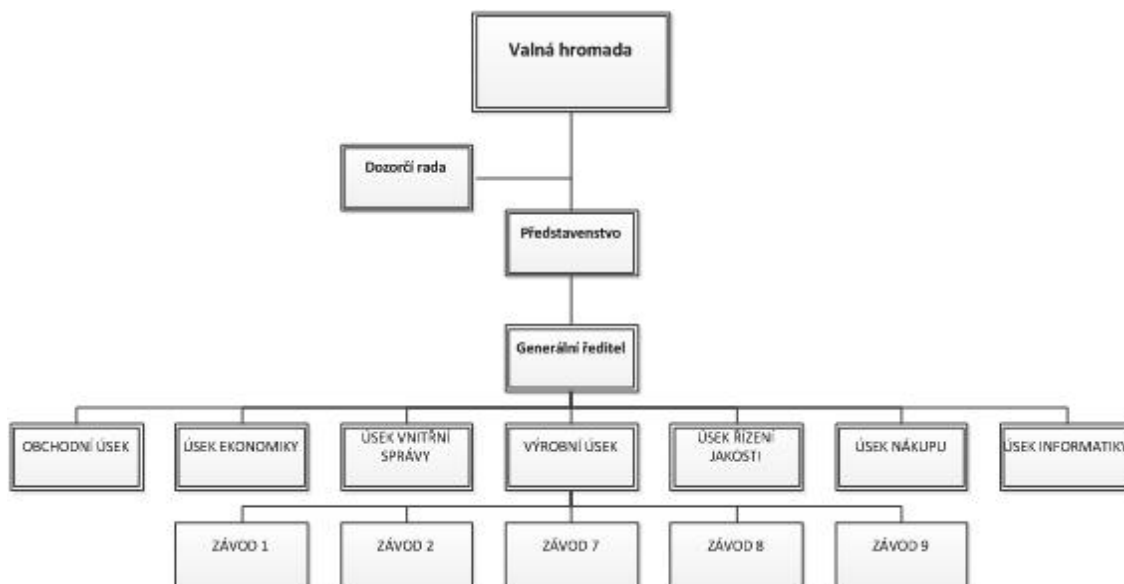 Valná hromada
Dozorčí rada
Představenstvo
Generální ředitel
OBCHODNÍ ÚSEK
ÚSEK EKONOMIKY
ÚSEK VNITŘNÍ
SPRÁVY
VÝROBNÍ ÚSEK
ÚSEK ŘÍZENÍ
JAKOSTI
ÚSEK NÁKUPU
ÚSEK INFORMATIKY
ZÁVOD 1
ZÁVOD 2
ZÁVOD 7
ZÁVOD 8
ZÁVOD 9